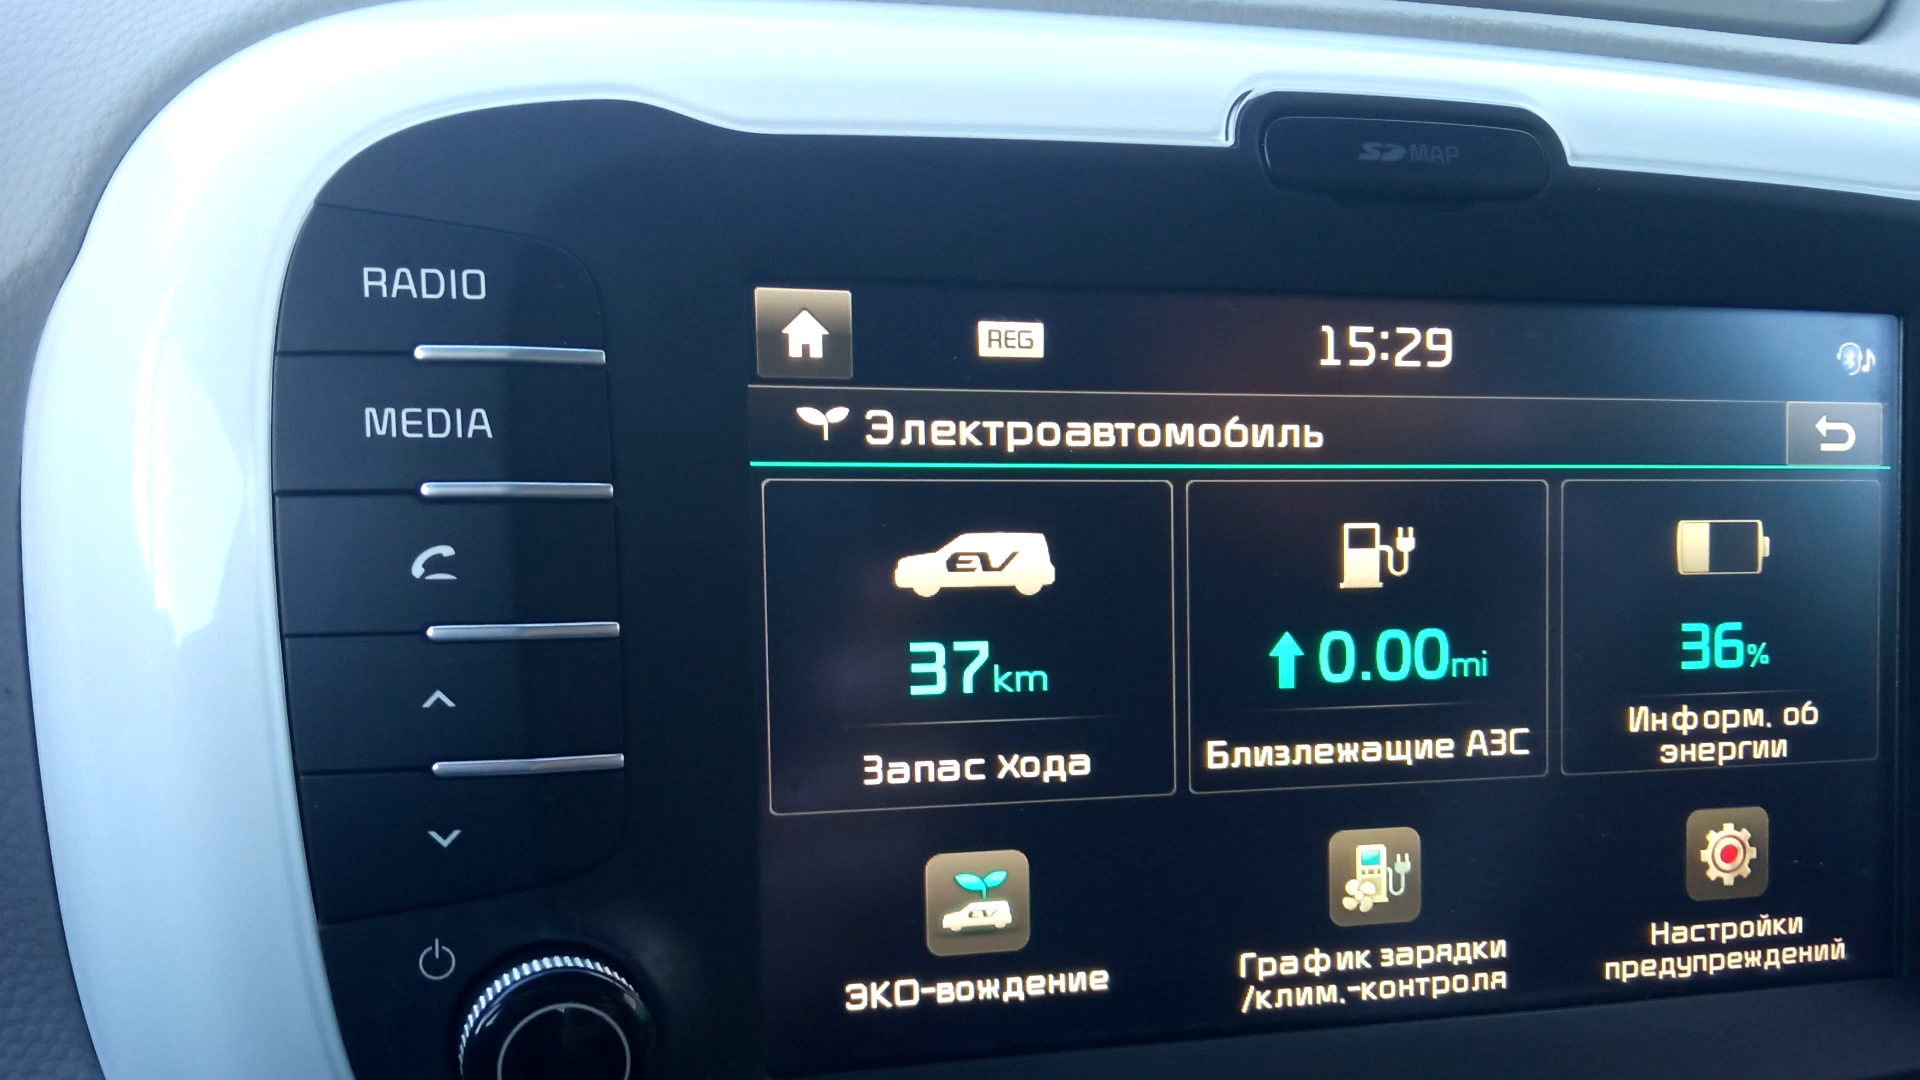 SD MAP
RADIO
MEDIA
REG
15:29
Электроавтомобиль
EV
37km
Запас хода
0.00mi
Близлежащие АЗС
36%
Информ. об
энергии
EV
ЭКО-вождение
График зарядки
/клим.-контроля
Настройки
предупреждений